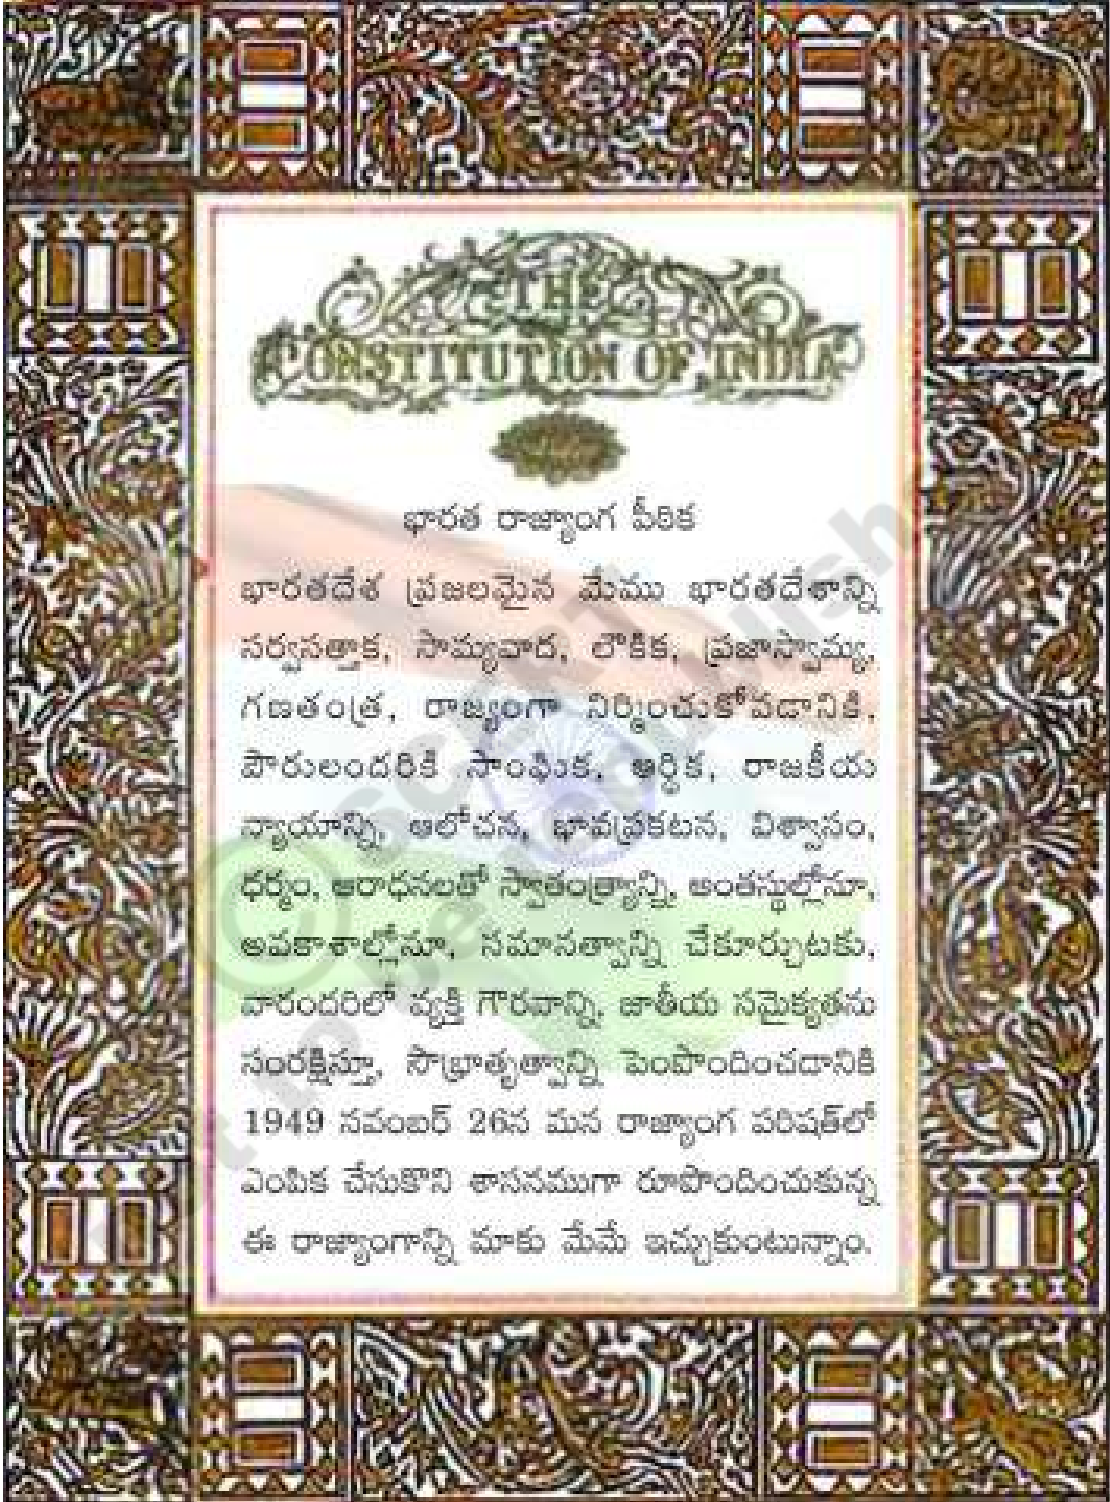 THE
CONSTITUTION OF INDIA
భారత రాజ్యాంగ పీఠిక
భారతదేశ ప్రజలమైన మేము భారతదేశాన్ని
సర్వసత్తాక, సామ్యవాద, లౌకిక, ప్రజాస్వామ్య,
గణతంత్ర, రాజ్యంగా నిర్మించుకోవడానికి,
పౌరులందరికి సాంఘిక, ఆర్థిక, రాజకీయ
న్యాయాన్ని, ఆలోచన, భావప్రకటన, విశ్వాసం,
ధర్మం, ఆరాధనలతో స్వాతంత్ర్యాన్ని, అంతస్థుల్లోనూ,
అవకాశాల్లోనూ, సమానత్వాన్ని చేకూర్చుటకు,
వారందరిలో వ్యక్తి గౌరవాన్ని, జాతీయ సమైక్యతను
సంరక్షిస్తూ, సౌభ్రాతృత్వాన్ని పెంపొందించడానికి
1949 నవంబర్ 26న మన రాజ్యాంగ పరిషత్‌లో
ఎంపిక చేసుకొని శాసనముగా రూపొందించుకున్న
ఈ రాజ్యాంగాన్ని మాకు మేమే ఇచ్చుకుంటున్నాం.